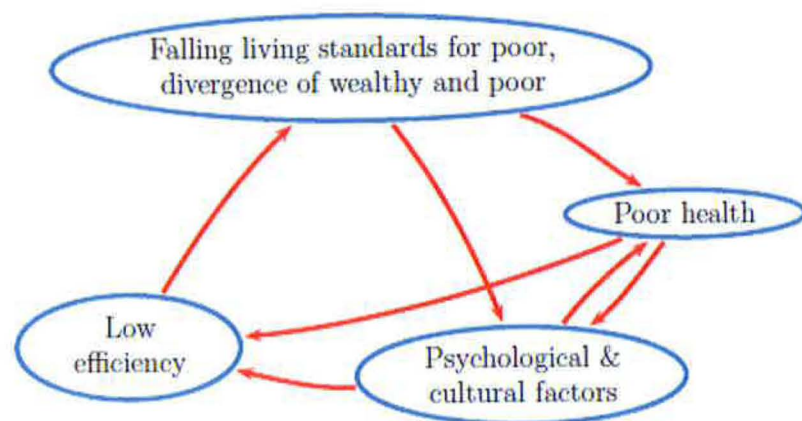 Falling living standards for poor,
divergence of wealthy and poor
Poor health
Low
efficiency
Psychological &
cultural factors